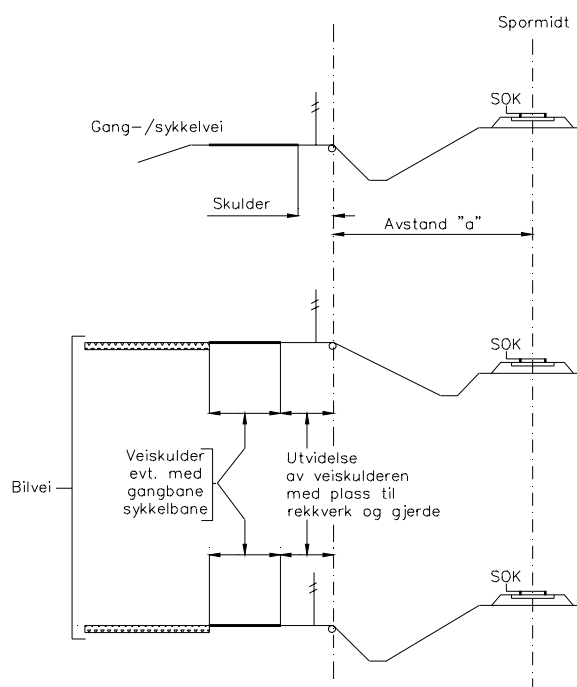 Spormidt
SOK
Gang-/sykkelvei
Skulder
Avstand "a"
SOK
Veiskulder
evt. med
gangbane
sykkelbane
Utvidelse
av veiskulderen
med plass til
rekkverk og gjerde
Bilvei
SOK